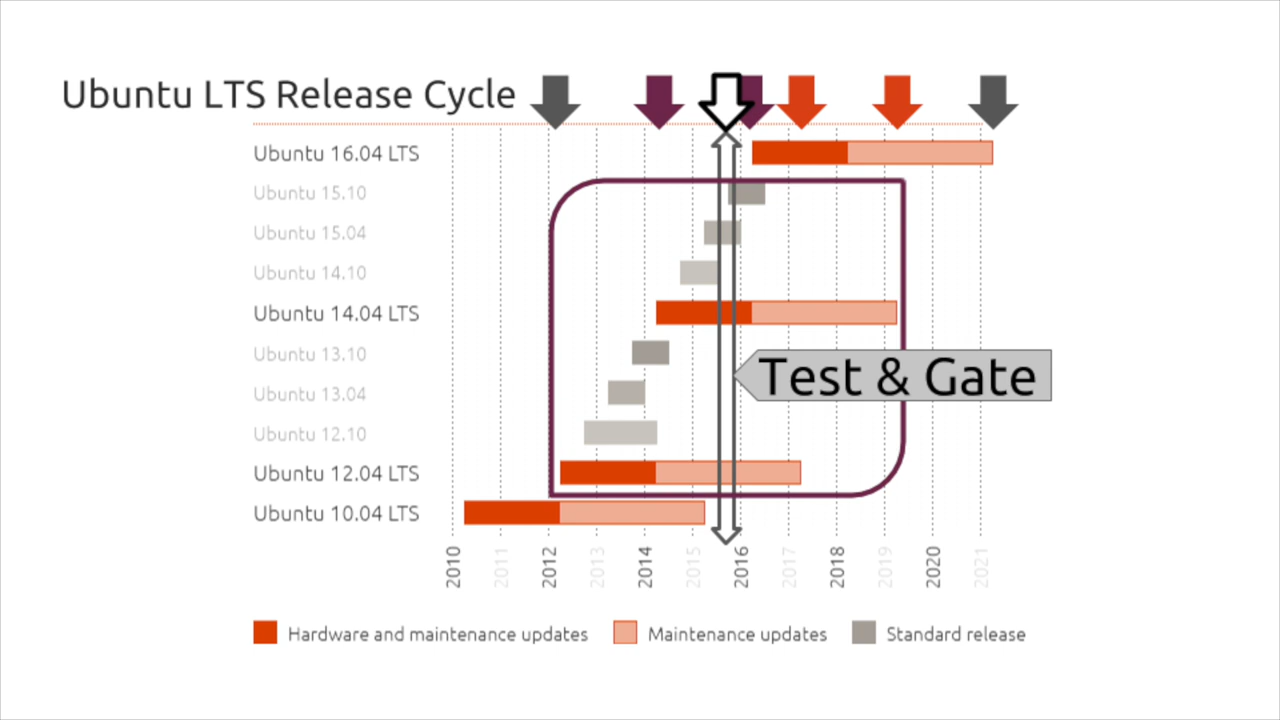 Ubuntu LTS Release Cycle
Ubuntu 16.04 LTS
Ubuntu 15.10
Ubuntu 15.04
Ubuntu 14.10
Ubuntu 14.04 LTS
Ubuntu 13.10
Test & Gate
Ubuntu 13.04
Ubuntu 12.10
Ubuntu 12.04 LTS
Ubuntu 10.04 LTS
2010 2011 2012 2013 2014 2015 2016 2017 2018 2019 2020 2021
Hardware and maintenance updates Maintenance updates Standard release